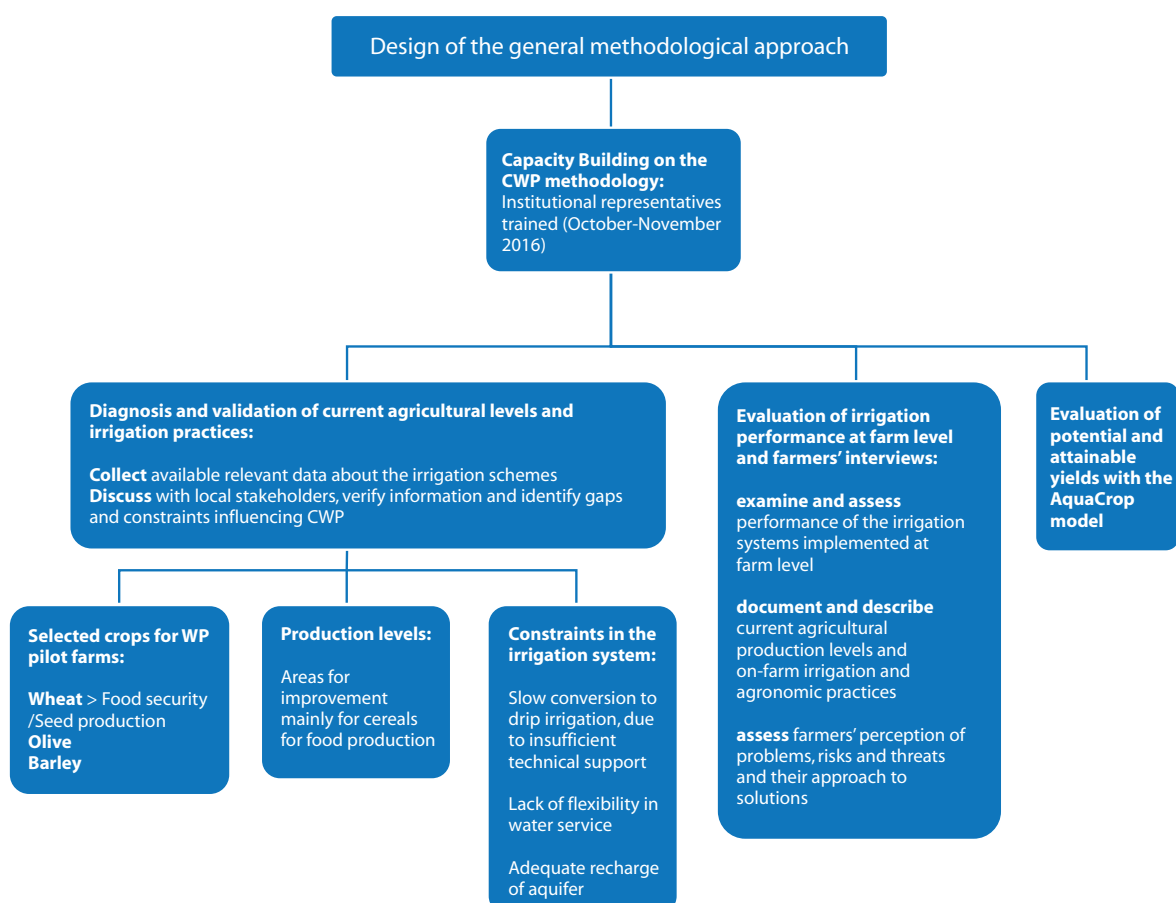 Design of the general methodological approach
Capacity Building on the
CWP methodology:
Institutional representatives
trained (October-November
2016)
Diagnosis and validation of current agricultural levels and
irrigation practices:
Collect available relevant data about the irrigation schemes
Discuss with local stakeholders, verify information and identify gaps
and constraints influencing CWP
Evaluation of irrigation
performance at farm level
and farmers’ interviews:
examine and assess
performance of the irrigation
systems implemented at
farm level
document and describe
current agricultural
production levels and
on-farm irrigation and
agronomic practices
assess farmers’ perception of
problems, risks and threats
and their approach to
solutions
Evaluation of
potential and
attainable
yields with the
AquaCrop
model
Selected crops for WP
pilot farms:
Wheat > Food security
/Seed production
Olive
Barley
Production levels:
Areas for
improvement
mainly for cereals
for food production
Constraints in the
irrigation system:
Slow conversion to
drip irrigation, due
to insufficient
technical support
Lack of flexibility in
water service
Adequate recharge
of aquifer